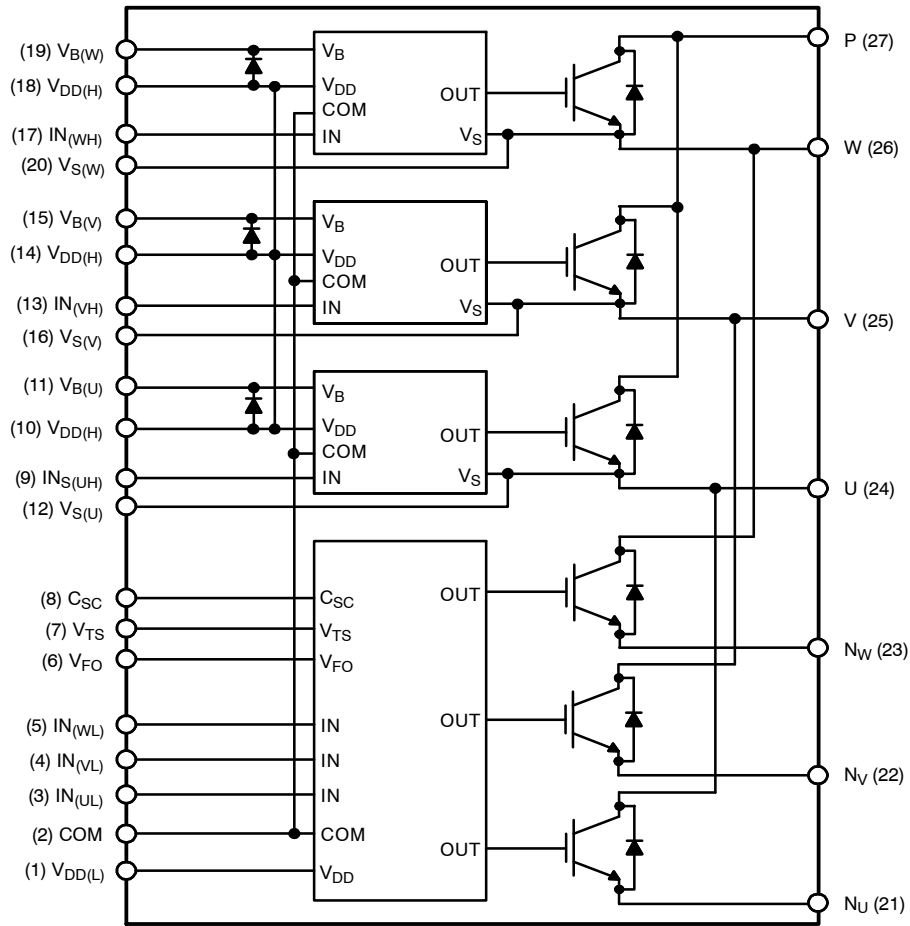 (19) VB(W)
(18) VDD(H)
(17) IN(WH)
(20) VS(W)
VB
VDD
COM
IN
OUT
VS
P (27)
W (26)
(15) VB(V)
(14) VDD(H)
(13) IN(VH)
(16) VS(V)
VB
VDD
COM
IN
OUT
VS
V (25)
(11) VB(U)
(10) VDD(H)
(9) INS(UH)
(12) VS(U)
VB
VDD
COM
IN
OUT
VS
U (24)
(8) CSC
(7) VTS
(6) VFO
(5) IN(WL)
(4) IN(VL)
(3) IN(UL)
(2) COM
(1) VDD(L)
CSC
VTS
VFO
IN
IN
IN
COM
VDD
OUT
OUT
OUT
NW (23)
NV (22)
NU (21)